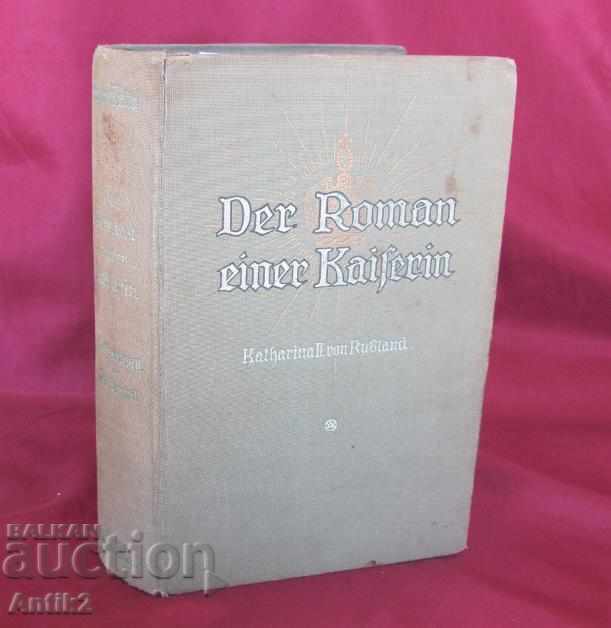 Der Roman
einer Kaiserin
Katharina II. von Rußland.
BALKAN
auction
Antik2